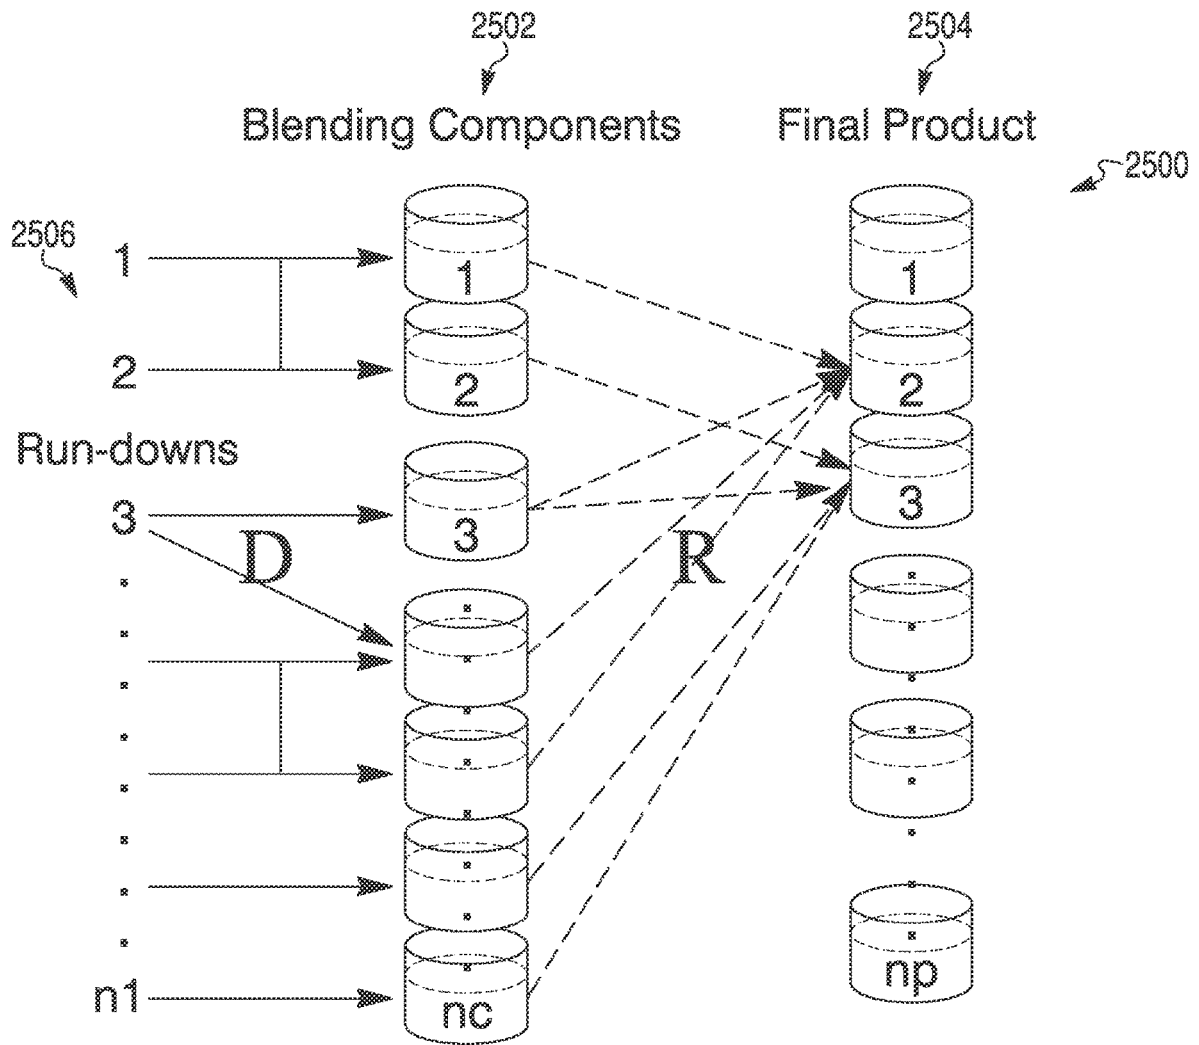 2502
2504
Blending Components
Final Product
2500
2506
1
1
1
2
2
2
Run-downs
3
3
3
D
R
n1
nc
np